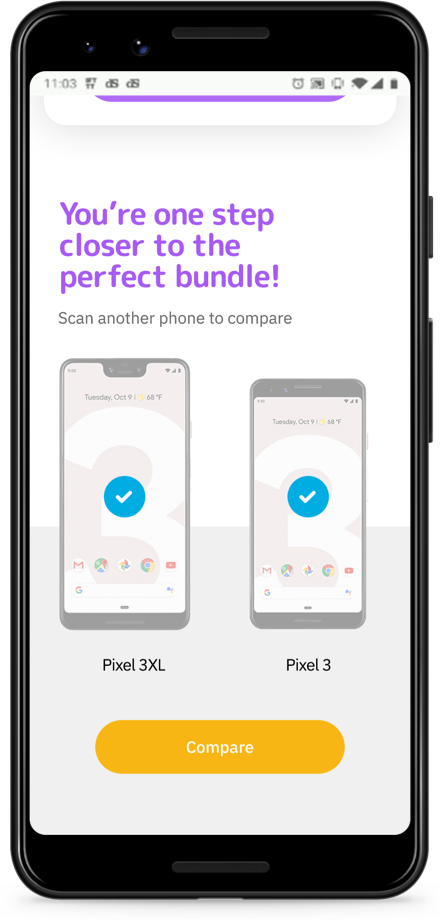 11:03
You're one step
closer to the
perfect bundle!
Scan another phone to compare
Tuesday, Oct 9 | 68 °F
Tuesday, Oct 9 | 68 °F
Pixel 3XL
Pixel 3
Compare